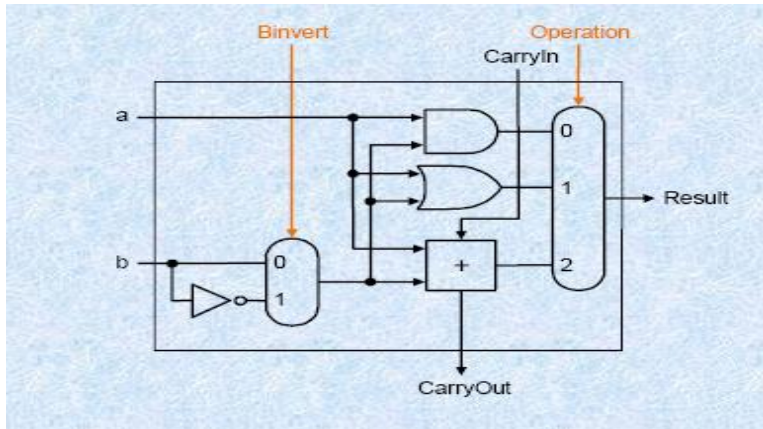 Binvert
Operation
CarryIn
a
0
1
Result
b
0
1
+
2
CarryOut